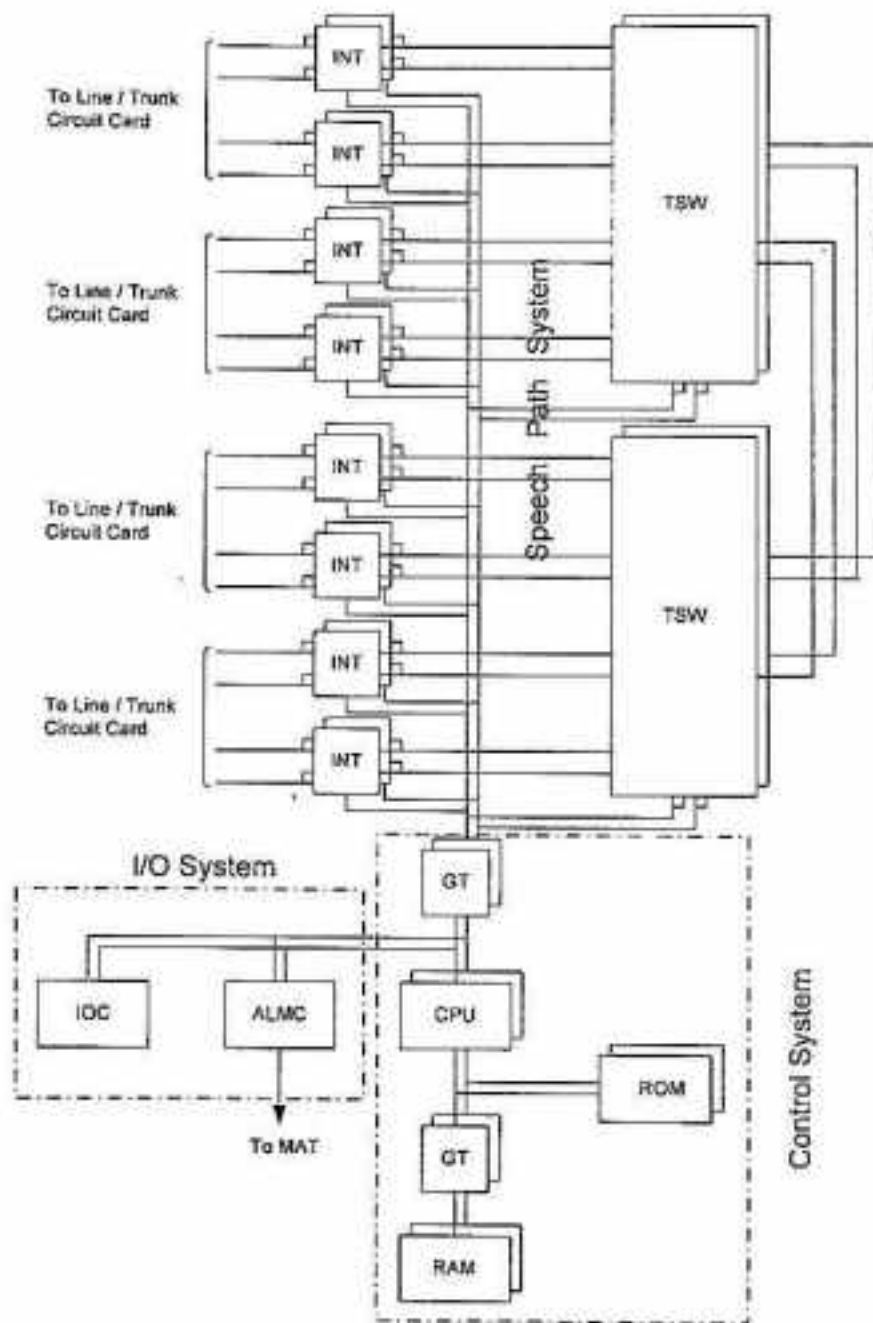 INT
To Line / Trunk
Circuit Card
INT
TSW
INT
To Line / Trunk
Circuit Card
INT
Speech Path System
INT
To Line / Trunk
Circuit Card
INT
TSW
INT
To Line / Trunk
Circuit Card
INT
I/O System
GT
IOC
ALMC
CPU
Control System
ROM
To MAT
GT
RAM